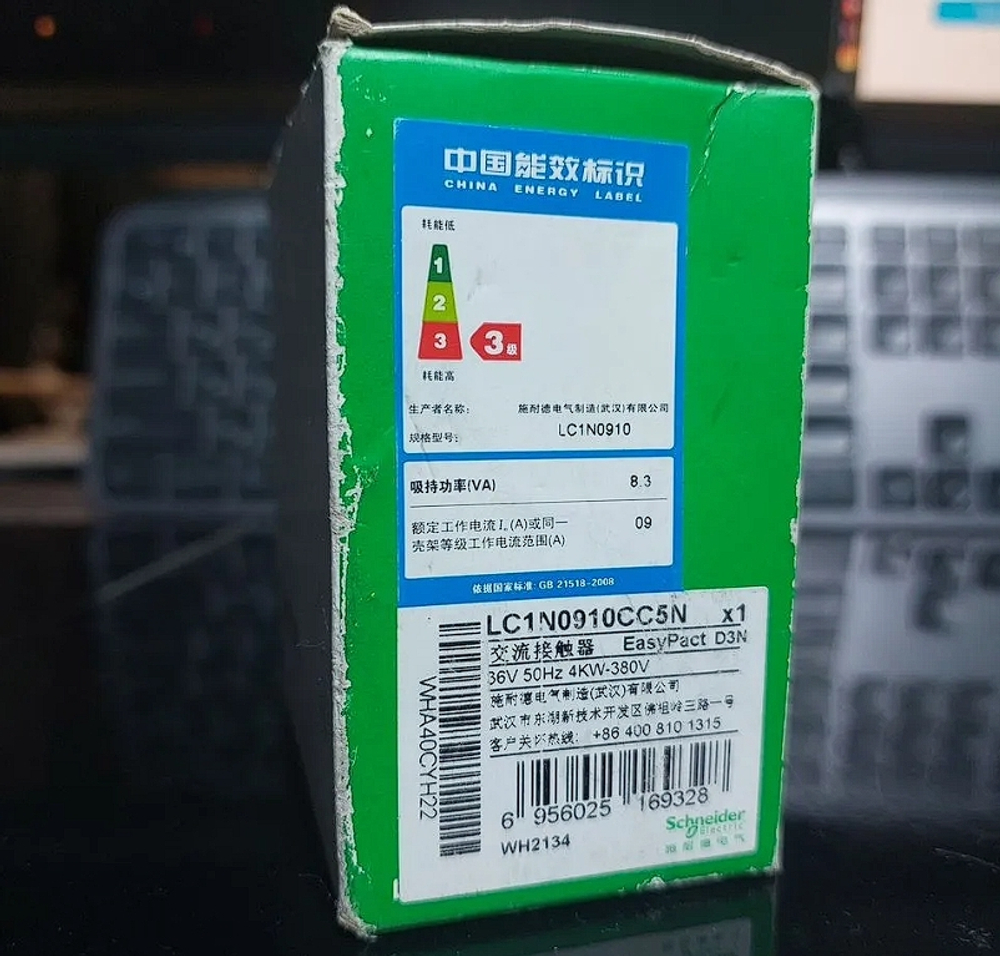 中国能效标识
CHINA ENERGY LABEL
耗能低
1
2
3
3级
耗能高
生产者名称: 施耐德电气制造(武汉)有限公司
规格型号: LC1N0910
吸持功率(VA) 8.3
额定工作电流Iₑ(A)或同一 09
壳架等级工作电流范围(A)
依据国家标准: GB 21518-2008
LC1N0910CC5N x1
交流接触器 EasyPact D3N
36V 50Hz 4KW-380V
施耐德电气制造(武汉)有限公司
武汉市东湖新技术开发区佛祖岭三路一号
客户关怀热线: +86 400 810 1315
WHA40CYH22
6 956025 169328
WH2134
Schneider
Electric
施耐德电气